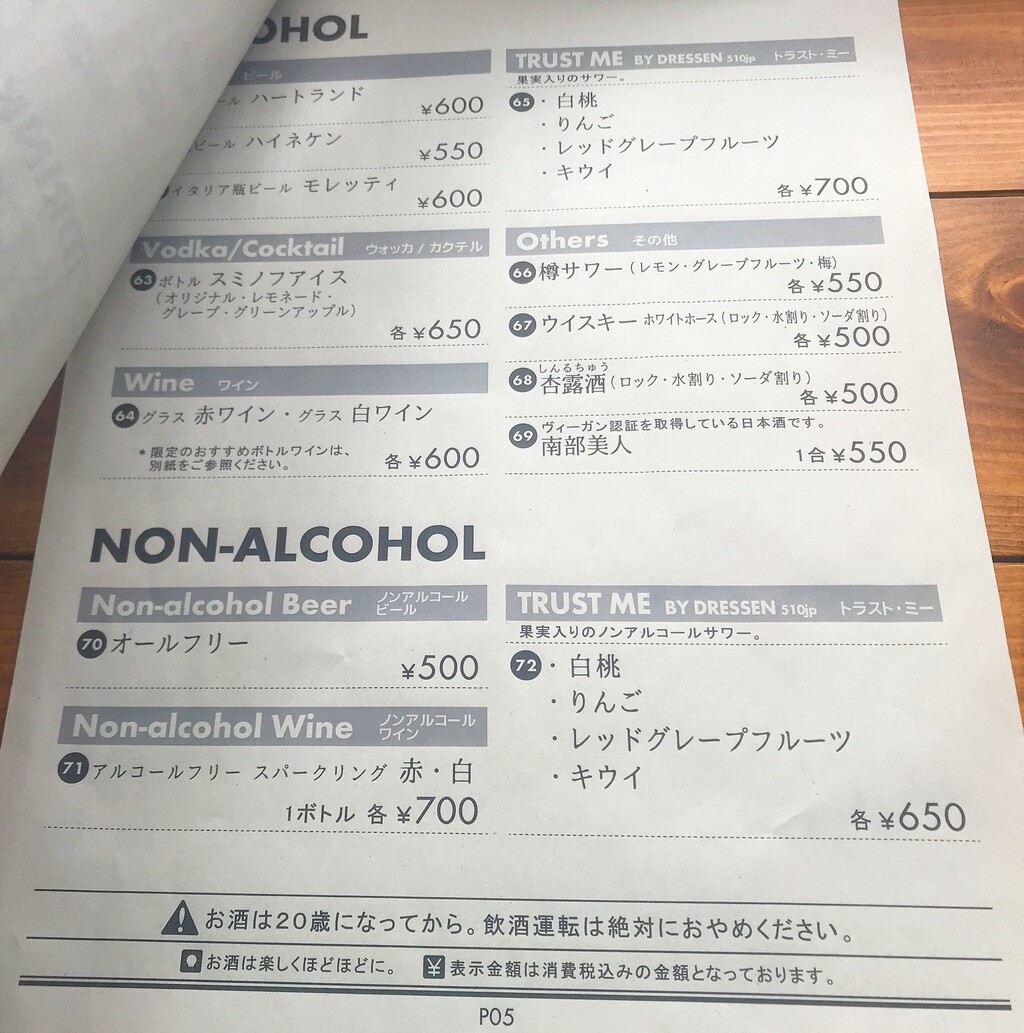 OHOL
ビール
ール ハートランド
¥600
ビール ハイネケン
¥550
イタリア瓶ビール モレッティ
¥600
Vodka/Cocktail ウォッカ / カクテル
63 ボトル スミノフアイス
(オリジナル・レモネード・
グレープ・グリーンアップル)
各 ¥650
Wine ワイン
64 グラス 赤ワイン・グラス 白ワイン
*限定のおすすめボトルワインは、
別紙をご参照ください。
各 ¥600
TRUST ME BY DRESSEN 510jp トラスト・ミー
果実入りのサワー。
65 ・白桃
・りんご
・レッドグレープフルーツ
・キウイ
各 ¥700
Others その他
66 樽サワー(レモン・グレープフルーツ・梅)
各 ¥550
67 ウイスキー ホワイトホース(ロック・水割り・ソーダ割り)
各 ¥500
しんるちゅう
68 杏露酒(ロック・水割り・ソーダ割り)
各 ¥500
ヴィーガン認証を取得している日本酒です。
69 南部美人
1合 ¥550
NON-ALCOHOL
Non-alcohol Beer ノンアルコール
ビール
70 オールフリー
¥500
Non-alcohol Wine ノンアルコール
ワイン
71 アルコールフリー スパークリング 赤・白
1ボトル 各 ¥700
TRUST ME BY DRESSEN 510jp トラスト・ミー
果実入りのノンアルコールサワー。
72 ・白桃
・りんご
・レッドグレープフルーツ
・キウイ
各 ¥650
お酒は20歳になってから。飲酒運転は絶対におやめください。
お酒は楽しくほどほどに。 ¥ 表示金額は消費税込みの金額となっております。
P05